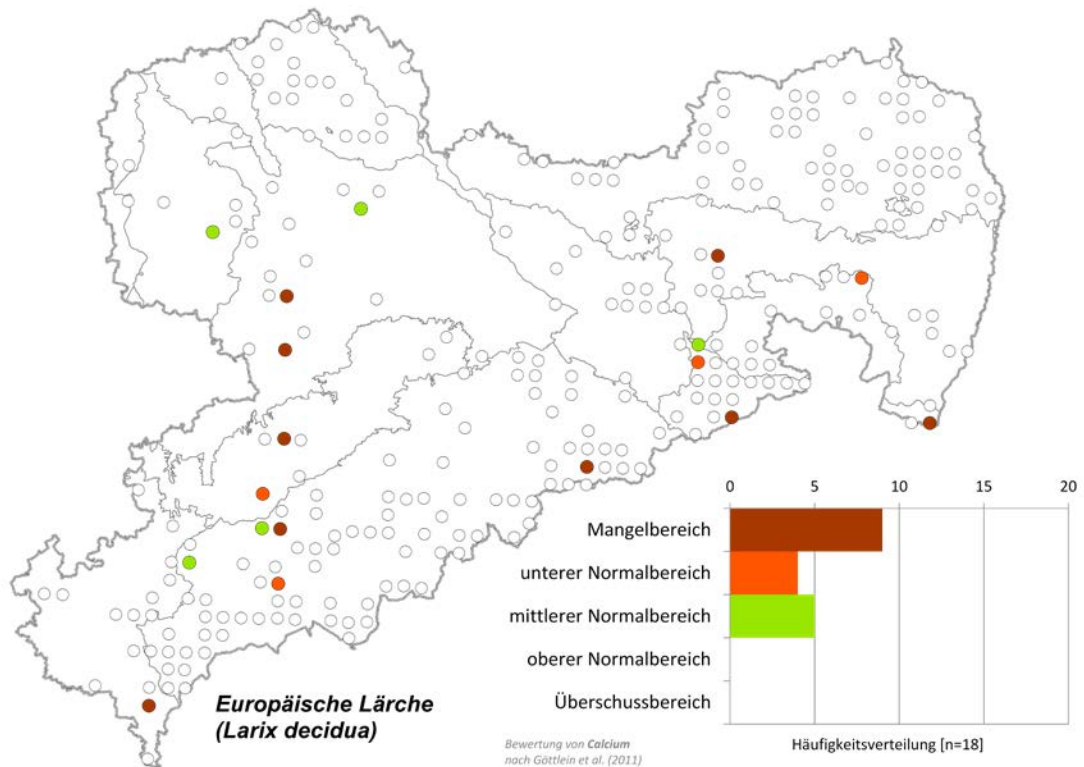 0 5 10 15 20
Mangelbereich
unterer Normalbereich
mittlerer Normalbereich
oberer Normalbereich
Überschussbereich
Europäische Lärche
(Larix decidua)
Bewertung von Calcium
nach Göttlein et al. (2011)
Häufigkeitsverteilung [n=18]